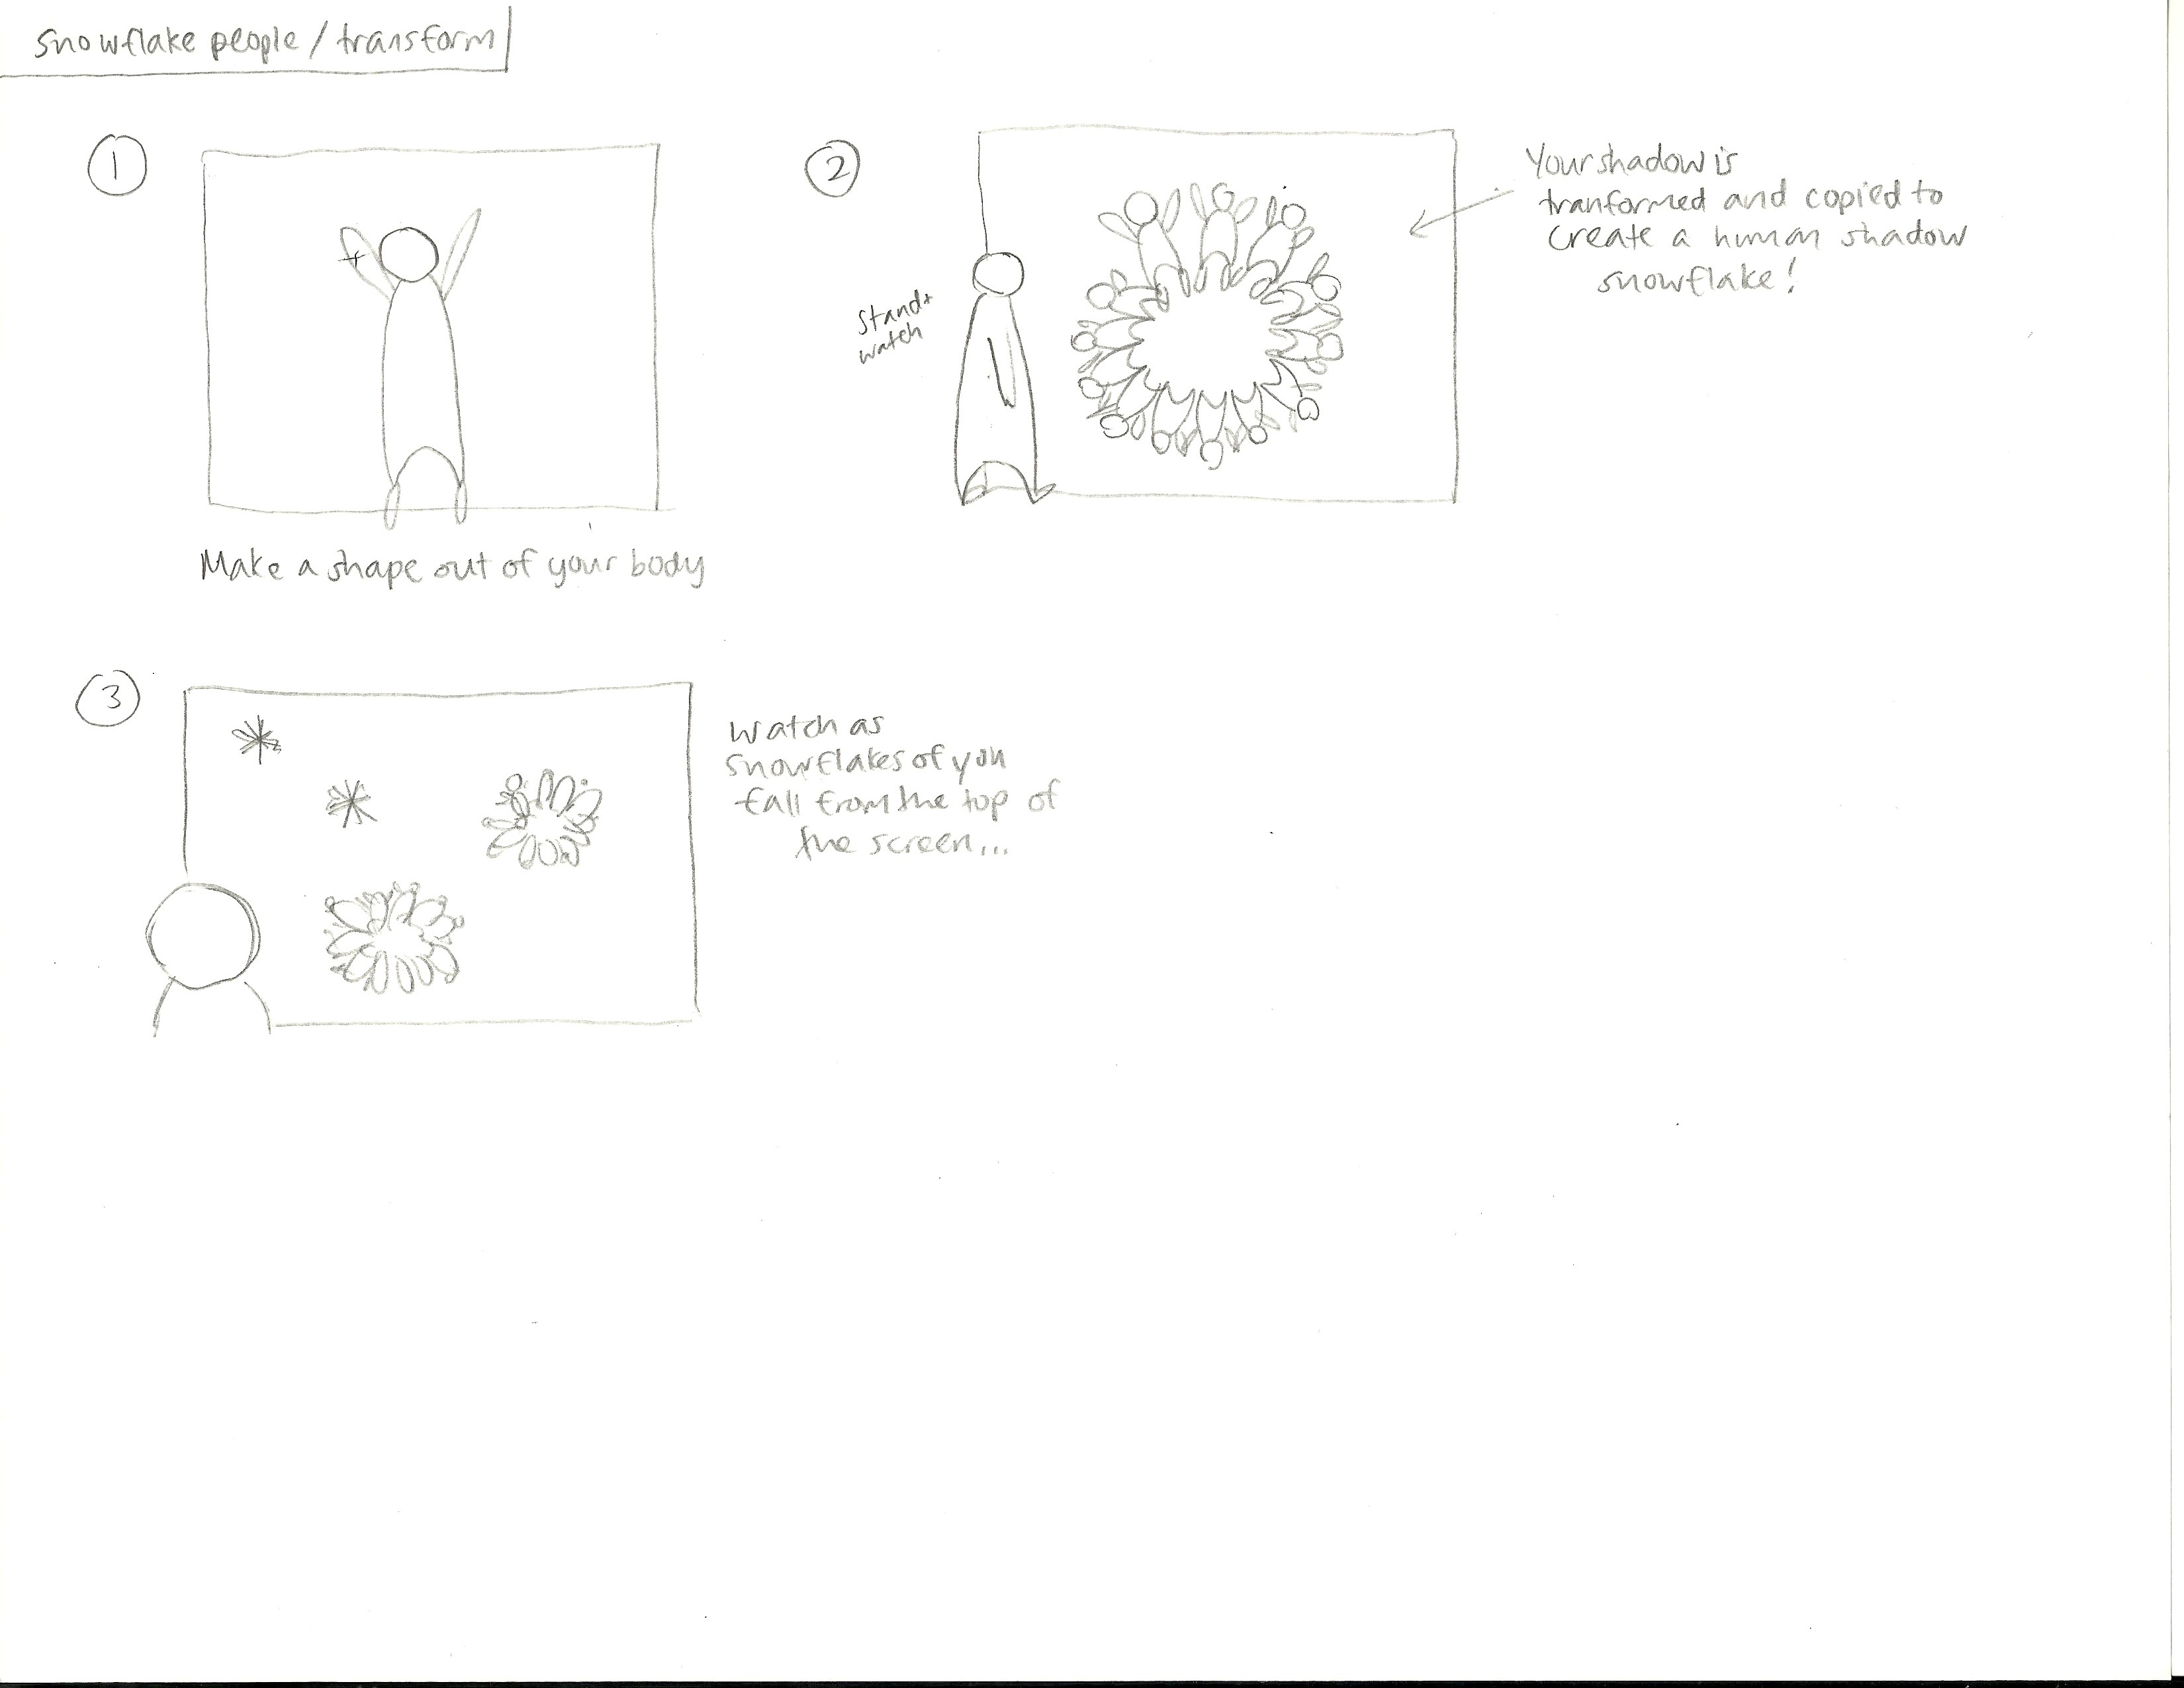 snowflake people / transform
1
Make a shape out of your body
2
Stand +
watch
Your shadow is
tranformed and copied to
create a human shadow
snowflake!
3
Watch as
snowflakes of you
fall from the top of
the screen...